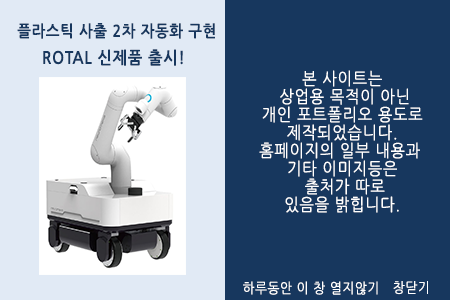 플라스틱 사출 2차 자동화 구현
ROTAL 신제품 출시!
본 사이트는
상업용 목적이 아닌
개인 포트폴리오 용도로
제작되었습니다.
홈페이지의 일부 내용과
기타 이미지등은
출처가 따로
있음을 밝힙니다.
하루동안 이 창 열지않기 창닫기